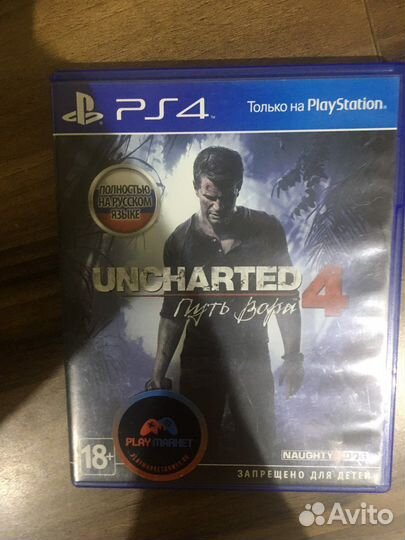 PS4
Только на PlayStation
ПОЛНОСТЬЮ
НА РУССКОМ
ЯЗЫКЕ
UNCHARTED 4
Путь Вора
PLAY MARKET
18+
NAUGHTY DOG
ЗАПРЕЩЕНО ДЛЯ ДЕТЕЙ
Avito